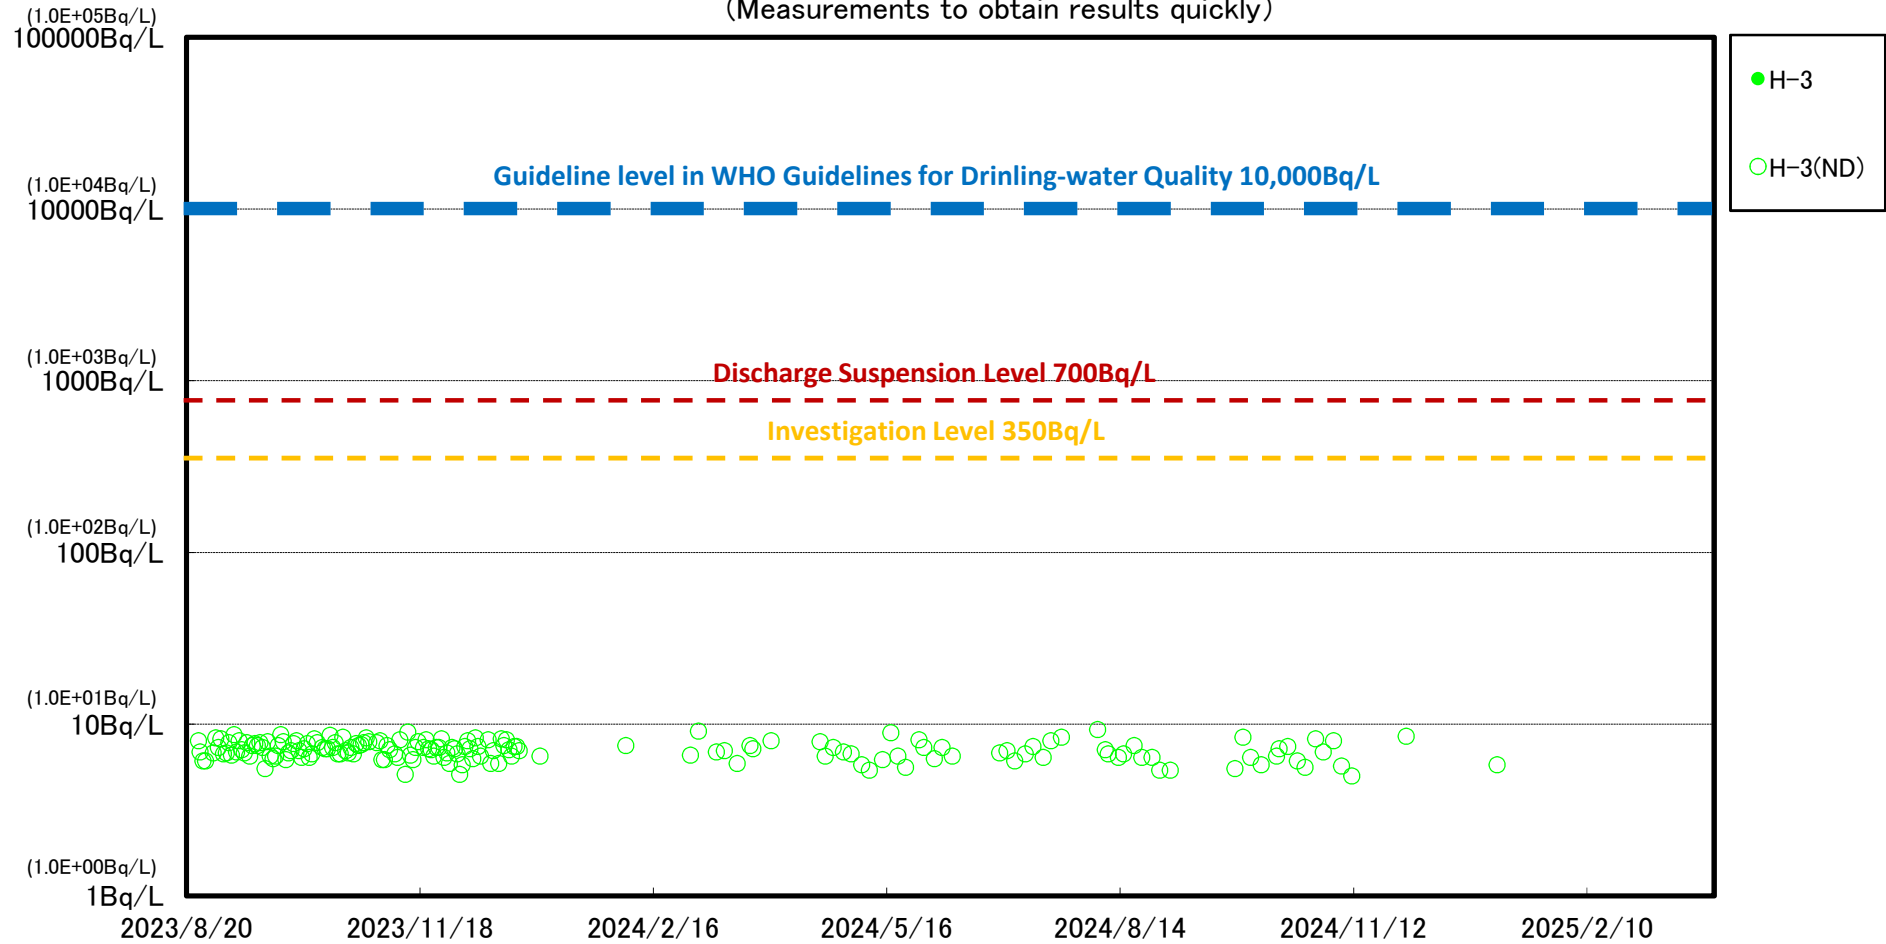 (Measurements to obtain results quickly)
(1.0E+05Bq/L)
100000Bq/L
H-3
H-3(ND)
Guideline level in WHO Guidelines for Drinling-water Quality 10,000Bq/L
(1.0E+04Bq/L)
10000Bq/L
(1.0E+03Bq/L)
1000Bq/L
Discharge Suspension Level 700Bq/L
Investigation Level 350Bq/L
(1.0E+02Bq/L)
100Bq/L
(1.0E+01Bq/L)
10Bq/L
(1.0E+00Bq/L)
1Bq/L
2023/8/20 2023/11/18 2024/2/16 2024/5/16 2024/8/14 2024/11/12 2025/2/10